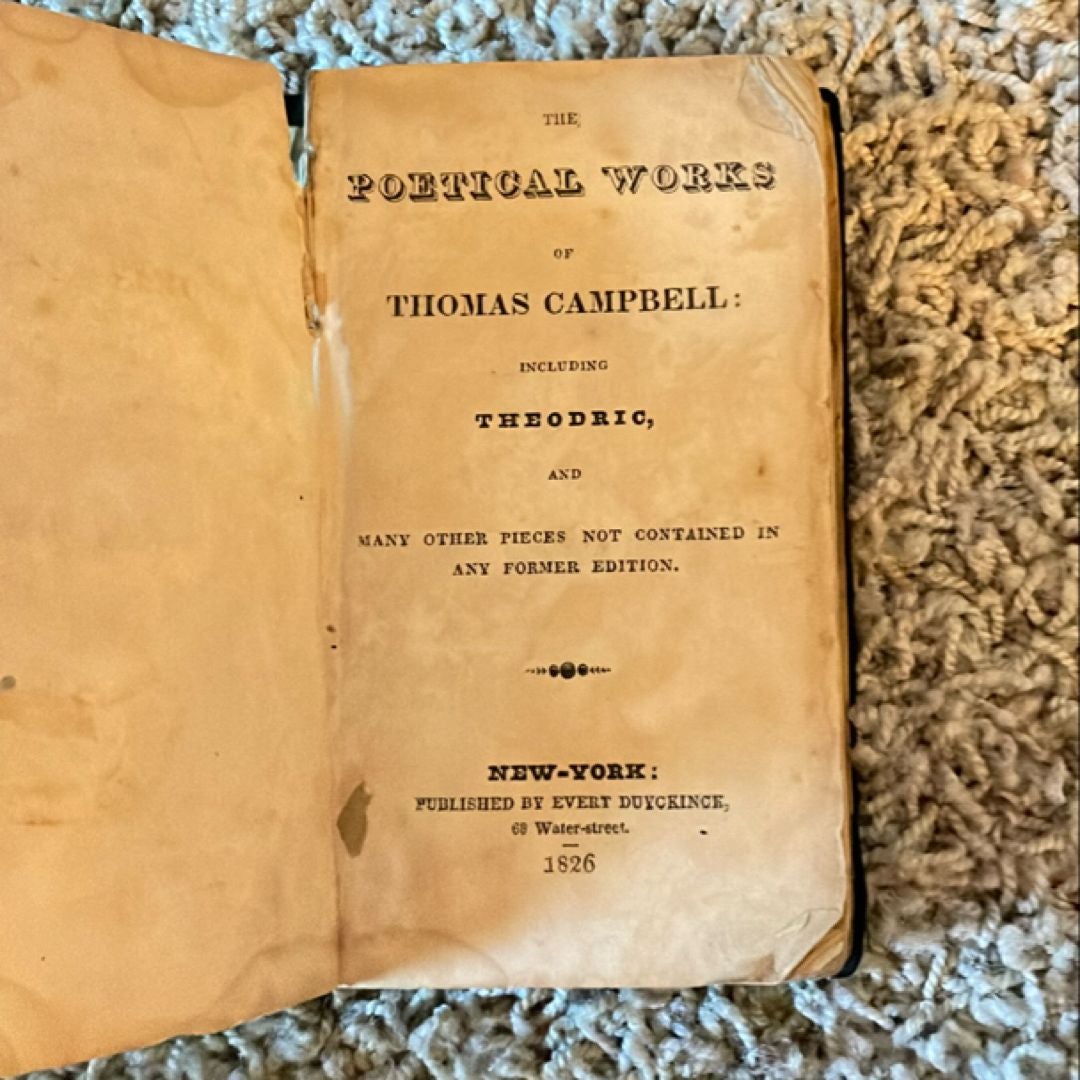 THE
POETICAL WORKS
OF
THOMAS CAMPBELL:
INCLUDING
THEODRIC,
AND
MANY OTHER PIECES NOT CONTAINED IN
ANY FORMER EDITION.
NEW-YORK:
PUBLISHED BY EVERT DUYCKINCK,
68 Water-street.
1826